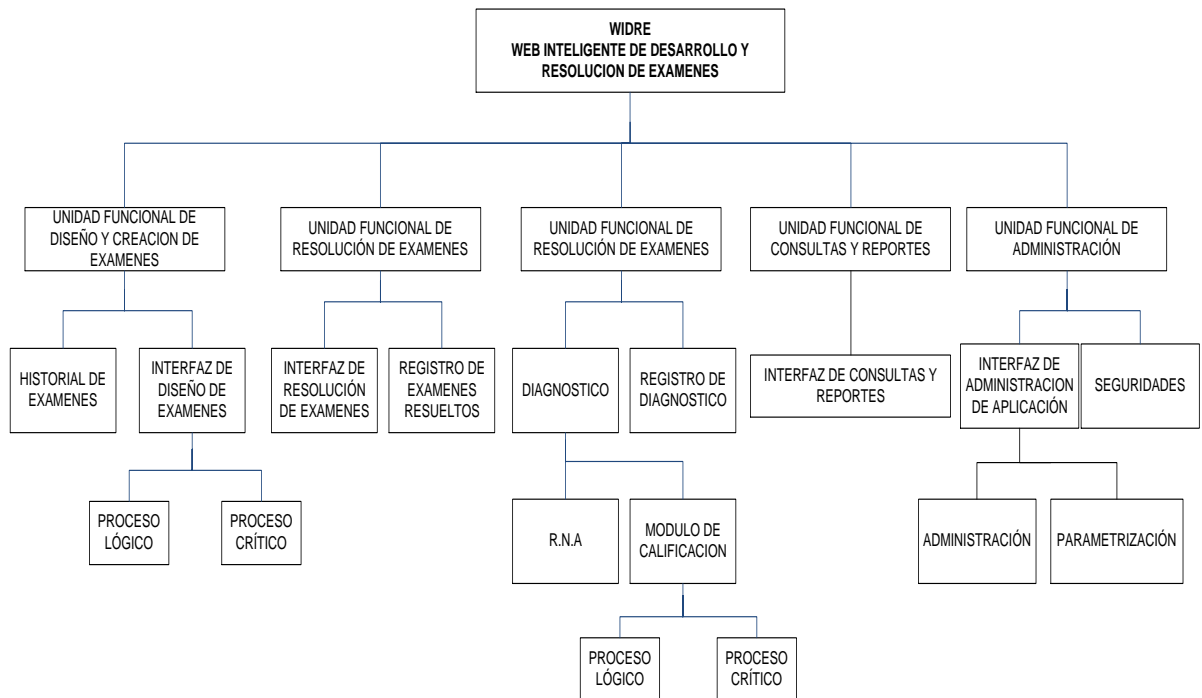 WIDRE
WEB INTELIGENTE DE DESARROLLO Y
RESOLUCION DE EXAMENES
UNIDAD FUNCIONAL DE
DISEÑO Y CREACION DE
EXAMENES
UNIDAD FUNCIONAL DE
RESOLUCIÓN DE EXAMENES
UNIDAD FUNCIONAL DE
RESOLUCIÓN DE EXAMENES
UNIDAD FUNCIONAL DE
CONSULTAS Y REPORTES
UNIDAD FUNCIONAL DE
ADMINISTRACIÓN
HISTORIAL DE
EXAMENES
INTERFAZ DE
DISEÑO DE
EXAMENES
INTERFAZ DE
RESOLUCIÓN
DE EXAMENES
REGISTRO DE
EXAMENES
RESUELTOS
DIAGNOSTICO
REGISTRO DE
DIAGNOSTICO
INTERFAZ DE CONSULTAS Y
REPORTES
INTERFAZ DE
ADMINISTRACION
DE APLICACIÓN
SEGURIDADES
PROCESO
LÓGICO
PROCESO
CRÍTICO
R.N.A
MODULO DE
CALIFICACION
ADMINISTRACIÓN
PARAMETRIZACIÓN
PROCESO
LÓGICO
PROCESO
CRÍTICO